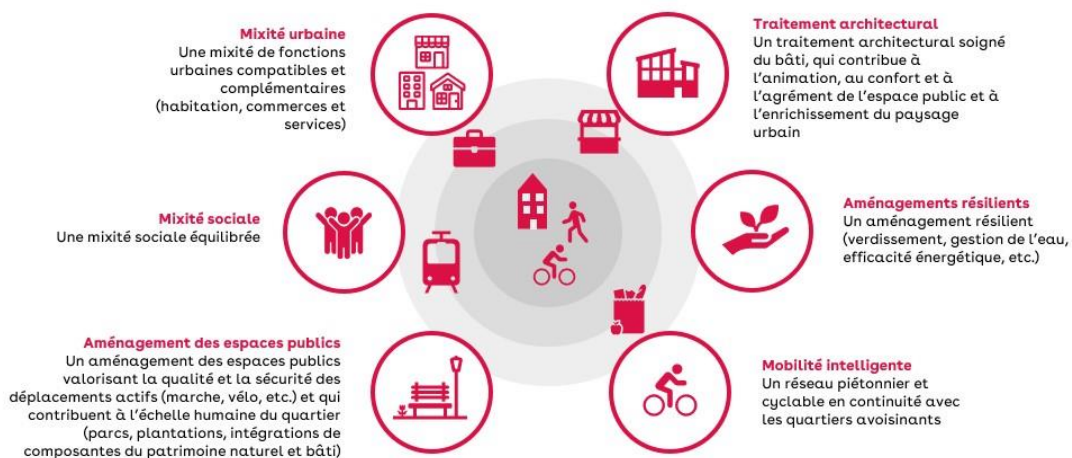 Mixité urbaine
Une mixité de fonctions
urbaines compatibles et
complémentaires
(habitation, commerces et
services)
Traitement architectural
Un traitement architectural soigné
du bâti, qui contribue à
l'animation, au confort et à
l'agrément de l'espace public et à
l'enrichissement du paysage
urbain
Mixité sociale
Une mixité sociale équilibrée
Aménagements résilients
Un aménagement résilient
(verdissement, gestion de l'eau,
efficacité énergétique, etc.)
Aménagement des espaces publics
Un aménagement des espaces publics
valorisant la qualité et la sécurité des
déplacements actifs (marche, vélo, etc.) et qui
contribuent à l'échelle humaine du quartier
(parcs, plantations, intégrations de
composantes du patrimoine naturel et bâti)
Mobilité intelligente
Un réseau piétonnier et
cyclable en continuité avec
les quartiers avoisinants